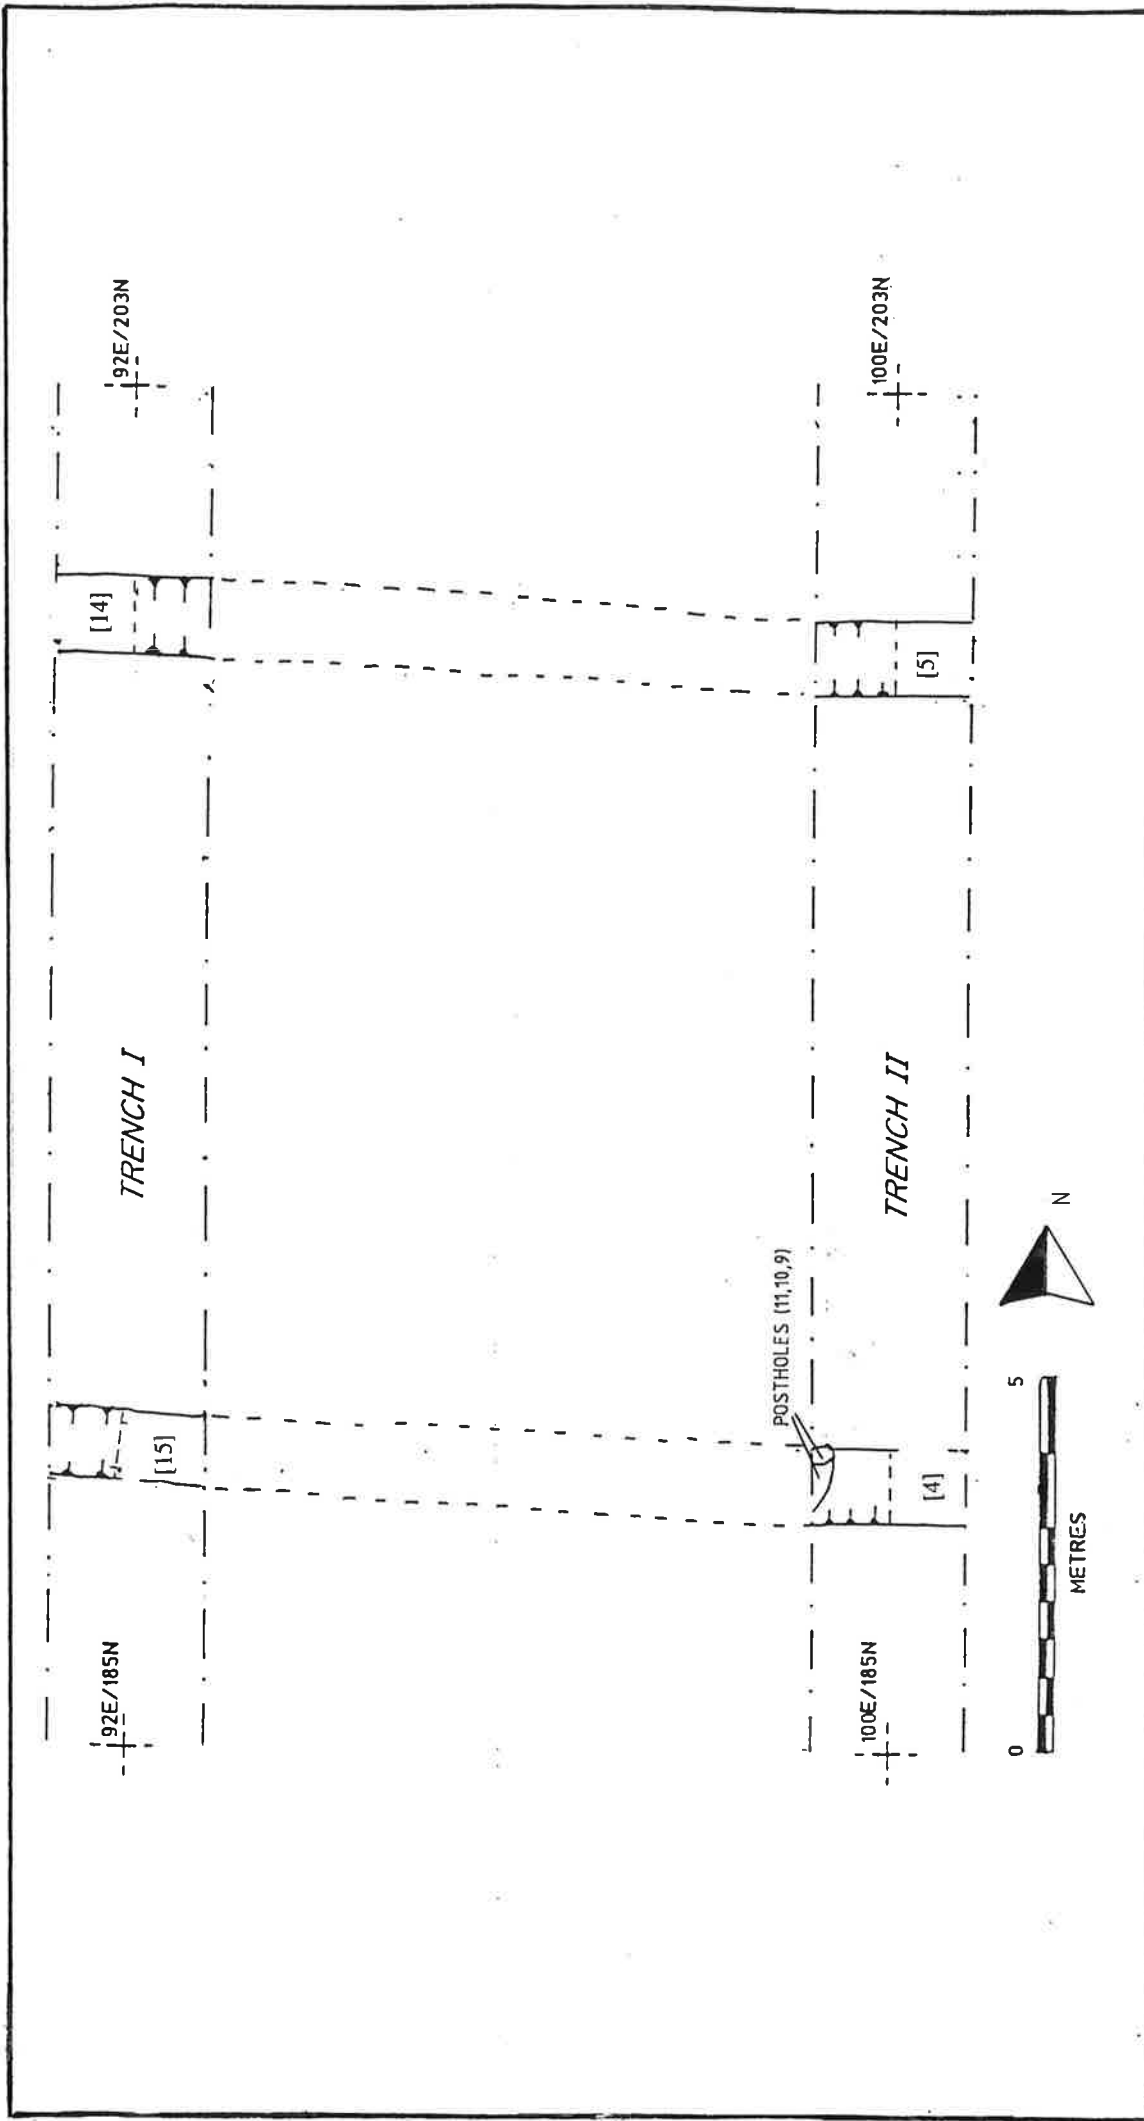 92E/185N
[15]
TRENCH I
[14]
92E/203N
100E/185N
[4]
POSTHOLES (11,10,9)
TRENCH II
[5]
100E/203N
0
5
METRES
N